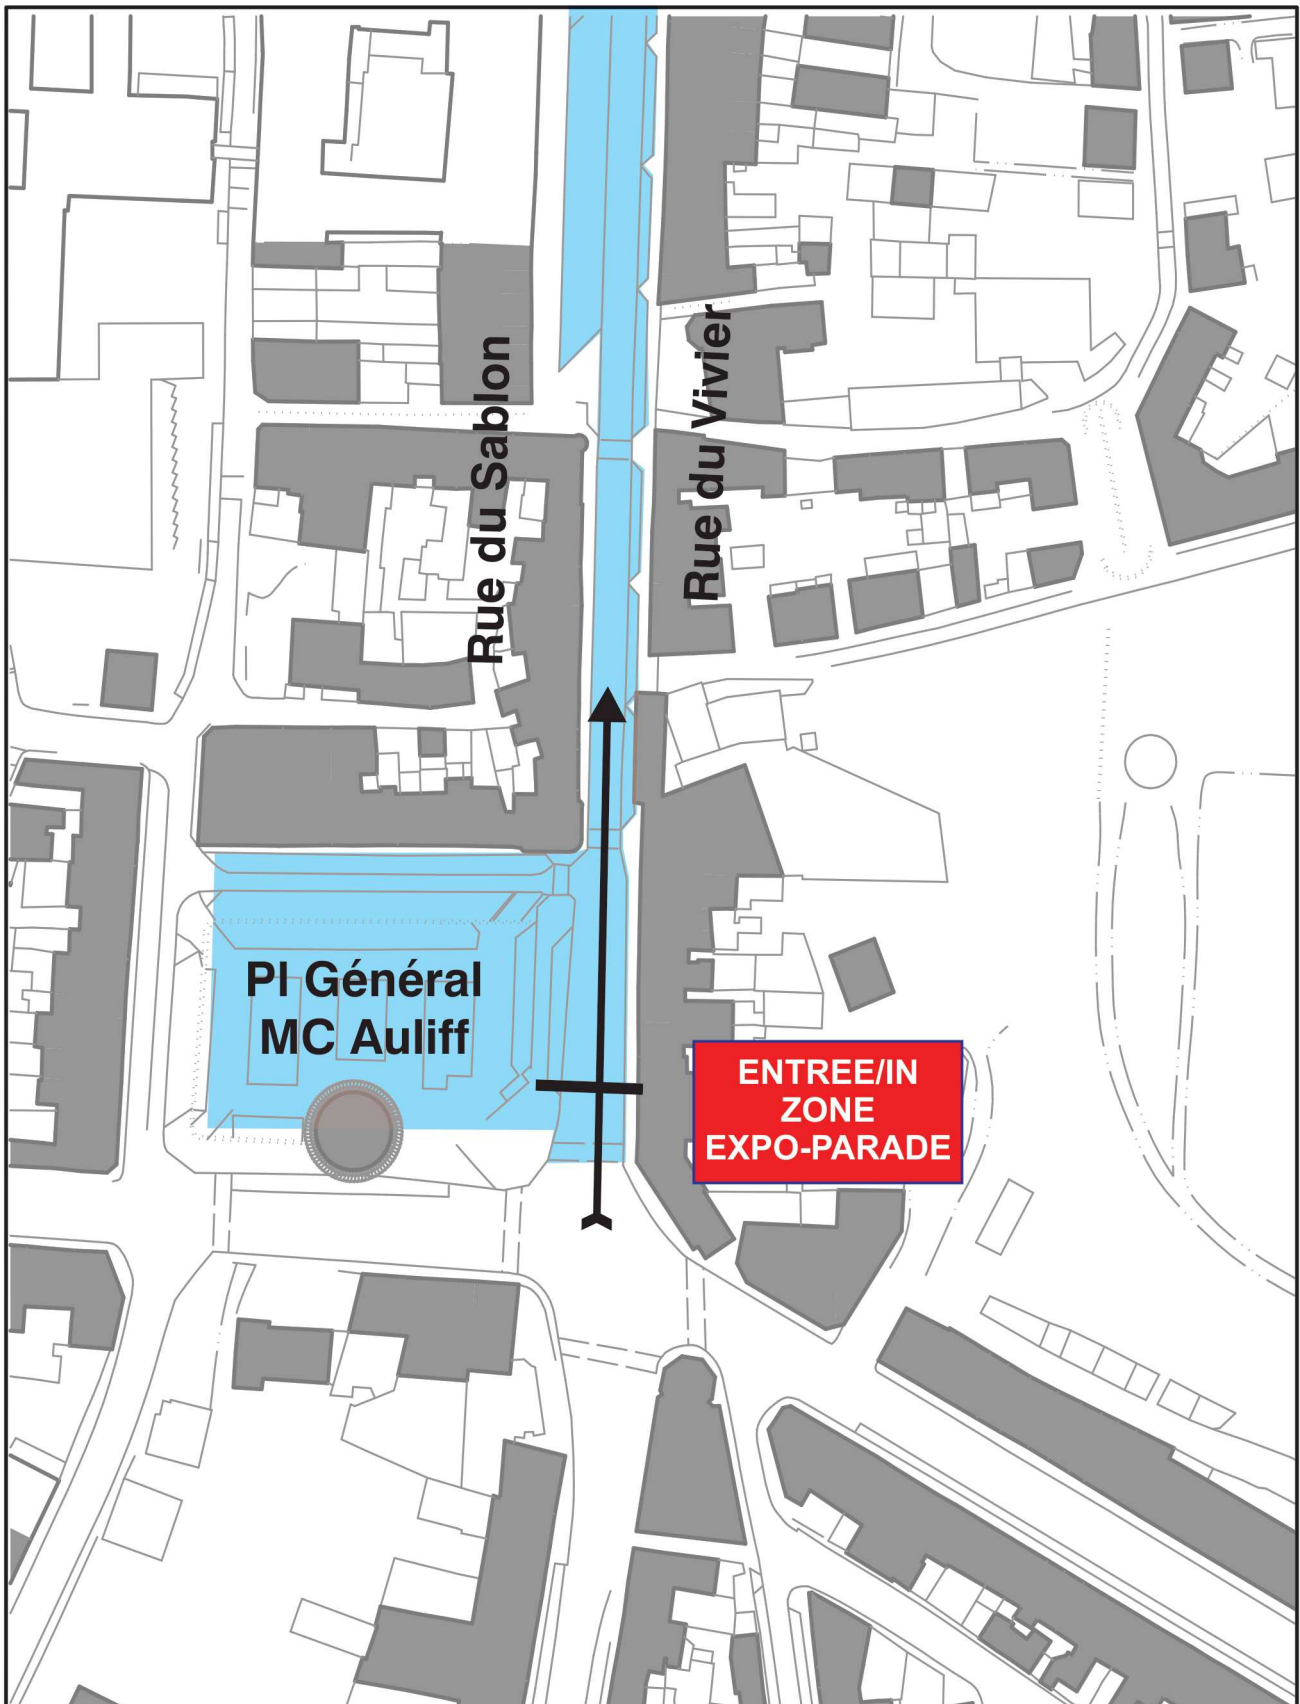 Rue du Sablon
Rue du Vivier
Pl Général
MC Auliff
ENTREE/IN
ZONE
EXPO-PARADE